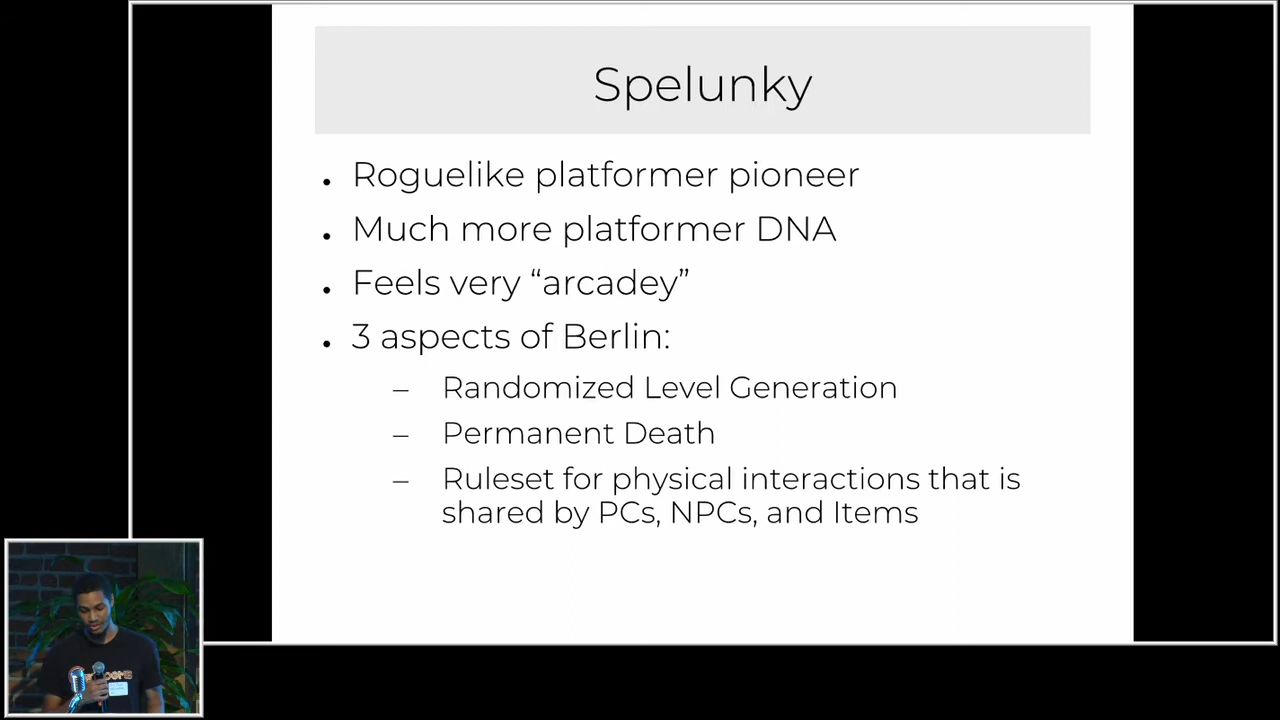 Spelunky
Roguelike platformer pioneer
Much more platformer DNA
Feels very “arcadey”
3 aspects of Berlin:
– Randomized Level Generation
– Permanent Death
– Ruleset for physical interactions that is
shared by PCs, NPCs, and Items